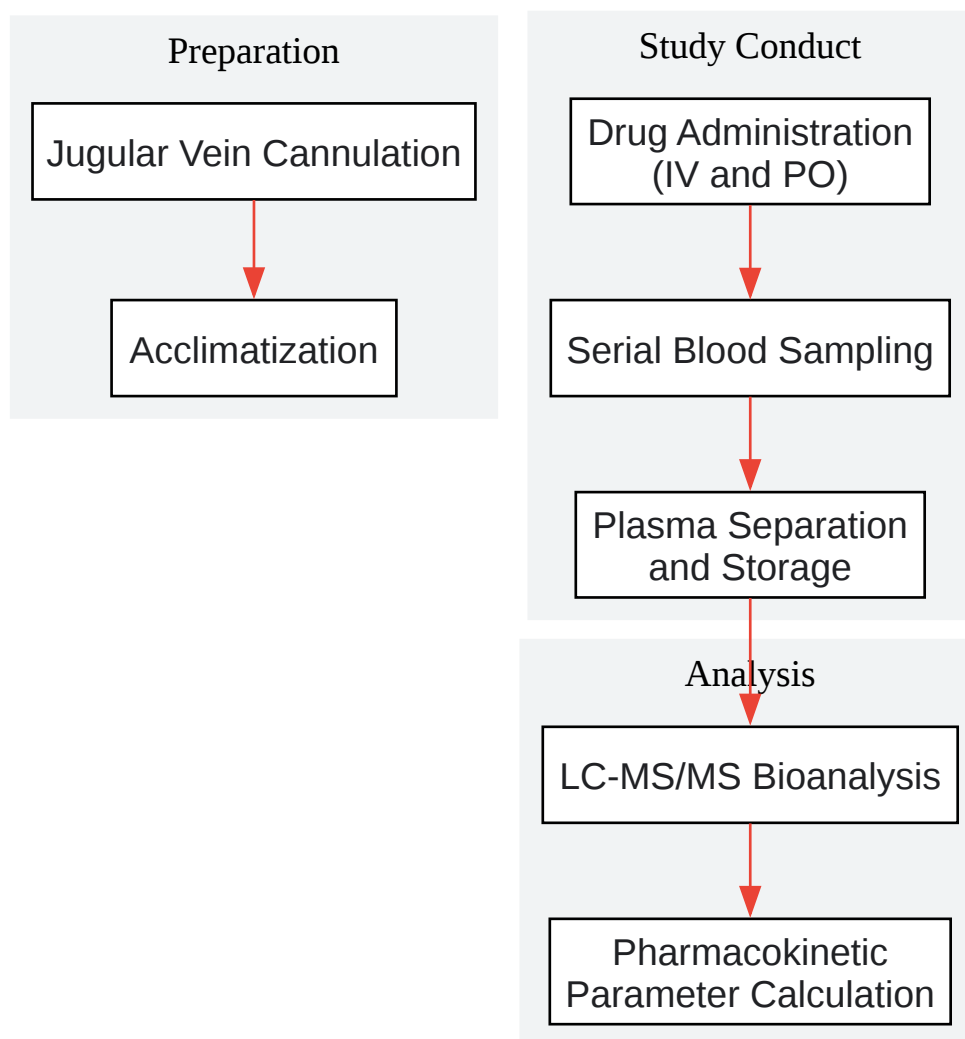 Preparation
Jugular Vein Cannulation
Acclimatization
Study Conduct
Drug Administration
(IV and PO)
Serial Blood Sampling
Plasma Separation
and Storage
Analysis
LC-MS/MS Bioanalysis
Pharmacokinetic
Parameter Calculation